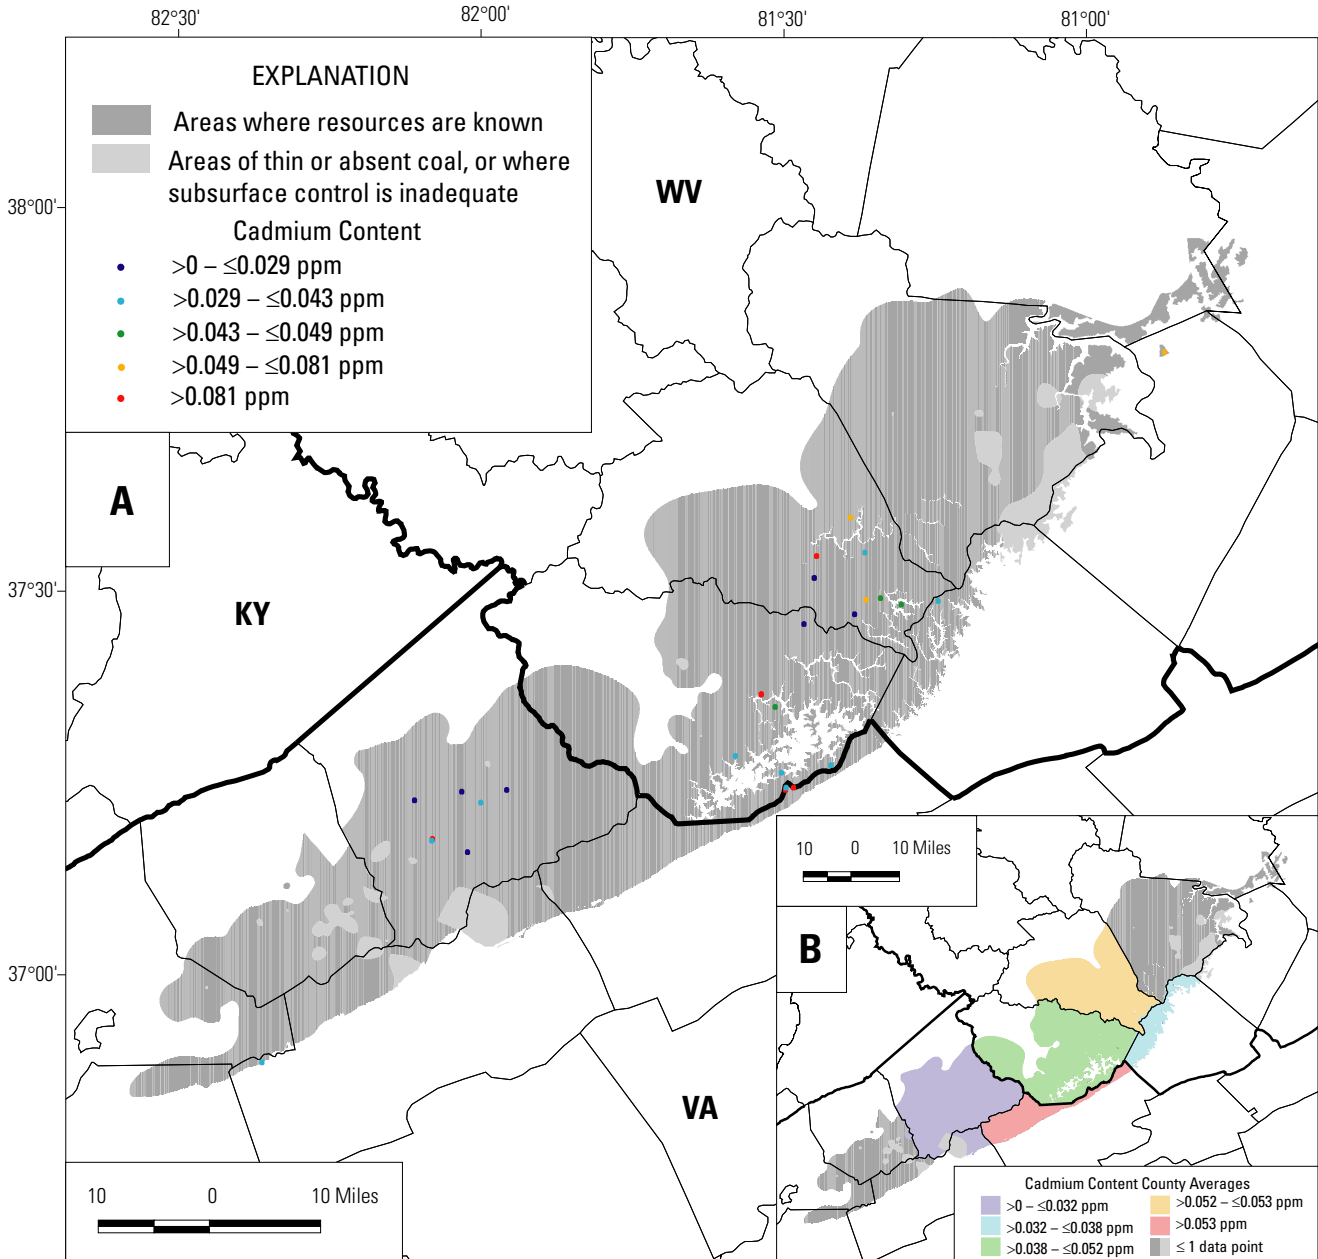 82°30' 82°00' 81°30' 81°00'
EXPLANATION
Areas where resources are known
Areas of thin or absent coal, or where
subsurface control is inadequate
Cadmium Content
>0 – ≤0.029 ppm
>0.029 – ≤0.043 ppm
>0.043 – ≤0.049 ppm
>0.049 – ≤0.081 ppm
>0.081 ppm
38°00'
WV
A
37°30'
KY
37°00'
VA
10 0 10 Miles
10 0 10 Miles
B
Cadmium Content County Averages
>0 – ≤0.032 ppm
>0.032 – ≤0.038 ppm
>0.038 – ≤0.052 ppm
>0.052 – ≤0.053 ppm
>0.053 ppm
≤ 1 data point